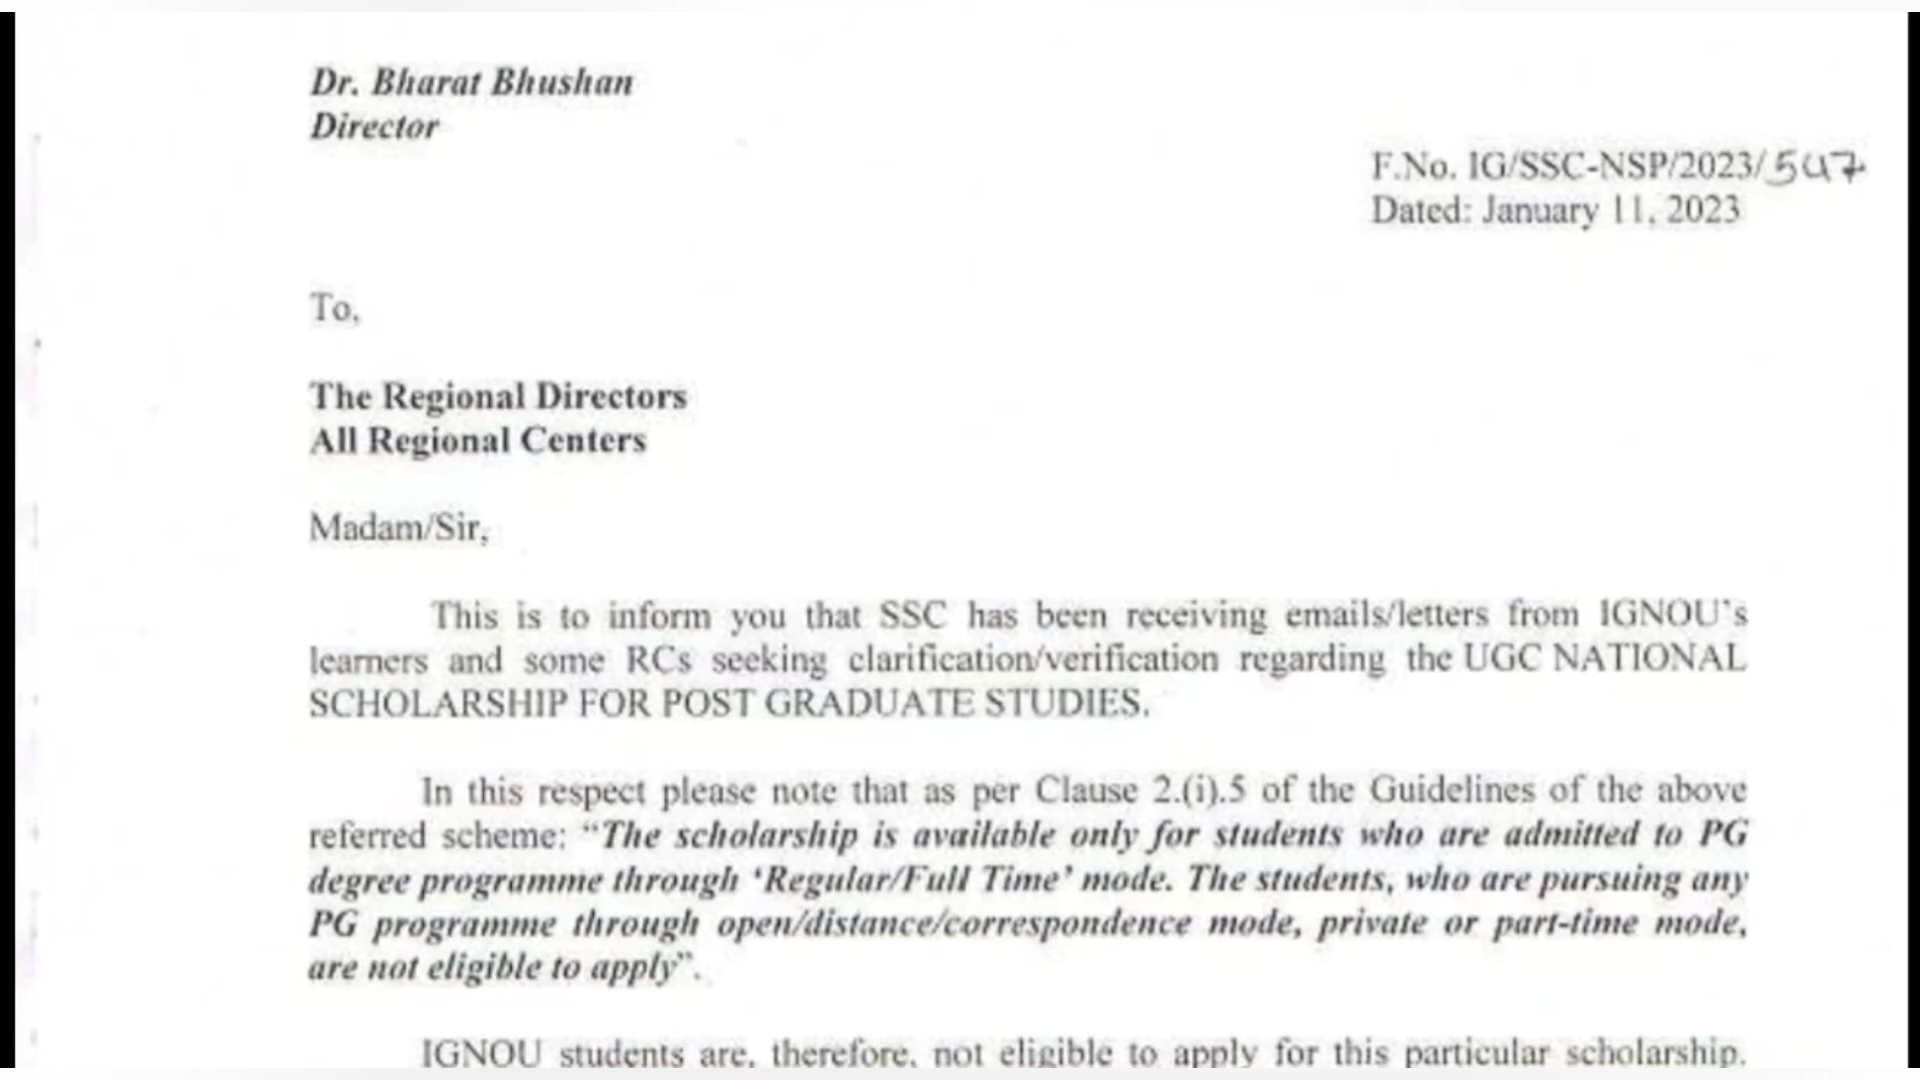 Dr. Bharat Bhushan
Director
F.No. IG/SSC-NSP/2023/547
Dated: January 11, 2023
To,
The Regional Directors
All Regional Centers
Madam/Sir,
This is to inform you that SSC has been receiving emails/letters from IGNOU's
learners and some RCs seeking clarification/verification regarding the UGC NATIONAL
SCHOLARSHIP FOR POST GRADUATE STUDIES.
In this respect please note that as per Clause 2.(i).5 of the Guidelines of the above
referred scheme: "The scholarship is available only for students who are admitted to PG
degree programme through 'Regular/Full Time' mode. The students, who are pursuing any
PG programme through open/distance/correspondence mode, private or part-time mode,
are not eligible to apply".
IGNOU students are, therefore, not eligible to apply for this particular scholarship.